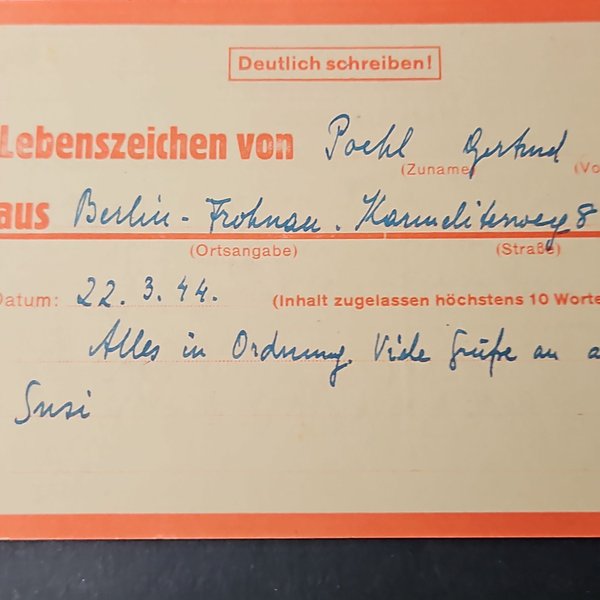 Deutlich schreiben!
Lebenszeichen von Poehl Gertrud
(Zuname) (Vo
aus Berlin - Frohnau. Karmeliterweg 8
(Ortsangabe) (Straße)
Datum: 22. 3. 44. (Inhalt zugelassen höchstens 10 Worte
Alles in Ordnung. Viele Grüße an a
Susi